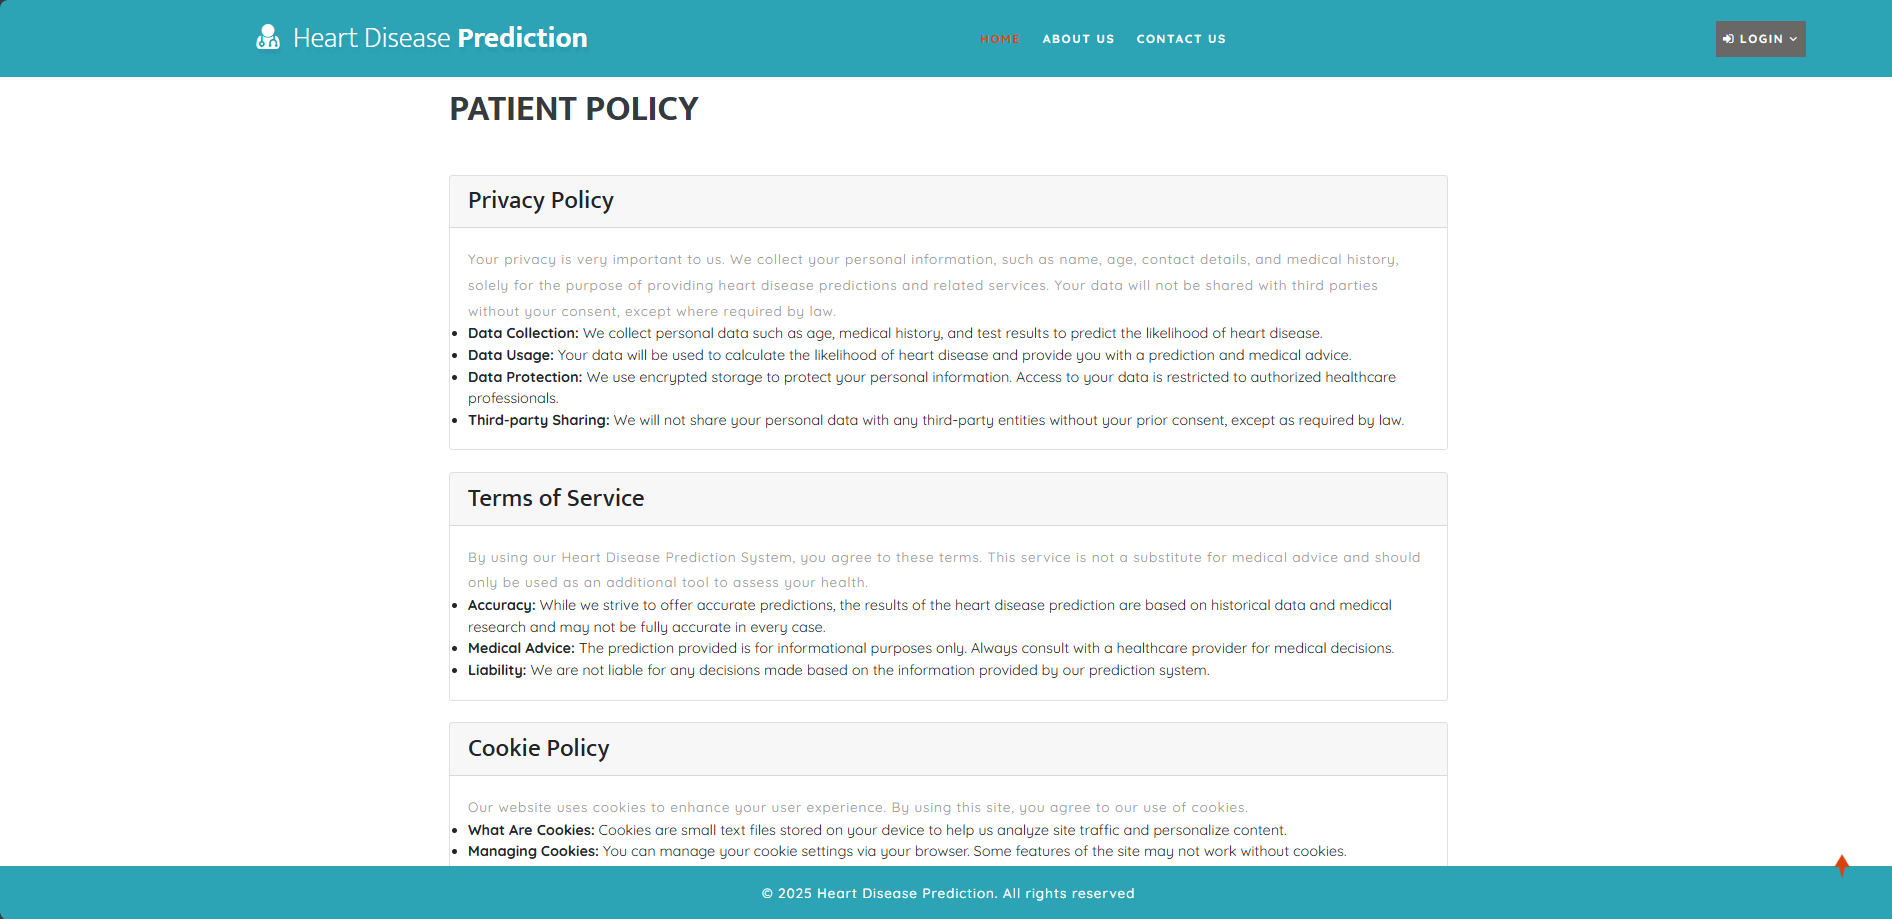 Heart Disease Prediction
HOME ABOUT US CONTACT US
LOGIN
PATIENT POLICY
Privacy Policy
Your privacy is very important to us. We collect your personal information, such as name, age, contact details, and medical history,
solely for the purpose of providing heart disease predictions and related services. Your data will not be shared with third parties
without your consent, except where required by law.
Data Collection: We collect personal data such as age, medical history, and test results to predict the likelihood of heart disease.
Data Usage: Your data will be used to calculate the likelihood of heart disease and provide you with a prediction and medical advice.
Data Protection: We use encrypted storage to protect your personal information. Access to your data is restricted to authorized healthcare
professionals.
Third-party Sharing: We will not share your personal data with any third-party entities without your prior consent, except as required by law.
Terms of Service
By using our Heart Disease Prediction System, you agree to these terms. This service is not a substitute for medical advice and should
only be used as an additional tool to assess your health.
Accuracy: While we strive to offer accurate predictions, the results of the heart disease prediction are based on historical data and medical
research and may not be fully accurate in every case.
Medical Advice: The prediction provided is for informational purposes only. Always consult with a healthcare provider for medical decisions.
Liability: We are not liable for any decisions made based on the information provided by our prediction system.
Cookie Policy
Our website uses cookies to enhance your user experience. By using this site, you agree to our use of cookies.
What Are Cookies: Cookies are small text files stored on your device to help us analyze site traffic and personalize content.
Managing Cookies: You can manage your cookie settings via your browser. Some features of the site may not work without cookies.
© 2025 Heart Disease Prediction. All rights reserved